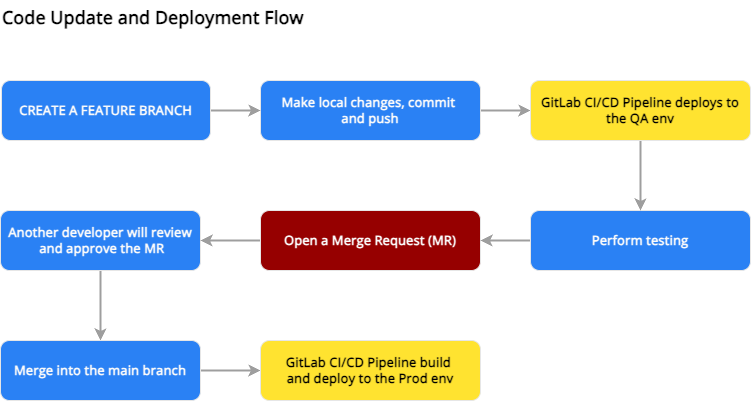 Code Update and Deployment Flow
CREATE A FEATURE BRANCH
Make local changes, commit
and push
GitLab CI/CD Pipeline deploys to
the QA env
Perform testing
Open a Merge Request (MR)
Another developer will review
and approve the MR
Merge into the main branch
GitLab CI/CD Pipeline build
and deploy to the Prod env